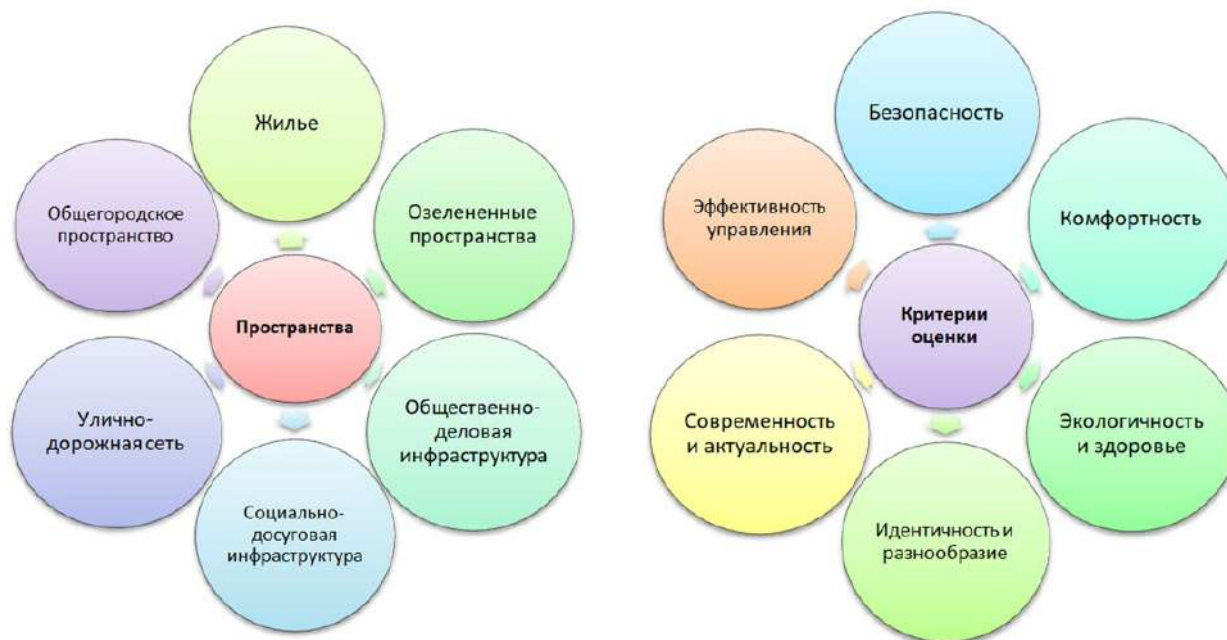 Жилье
Озелененные
пространства
Общественно-
деловая
инфраструктура
Социально-
досуговая
инфраструктура
Улично-
дорожная сеть
Общегородское
пространство
Пространства
Безопасность
Комфортность
Экологичность
и здоровье
Идентичность и
разнообразие
Современность
и актуальность
Эффективность
управления
Критерии
оценки